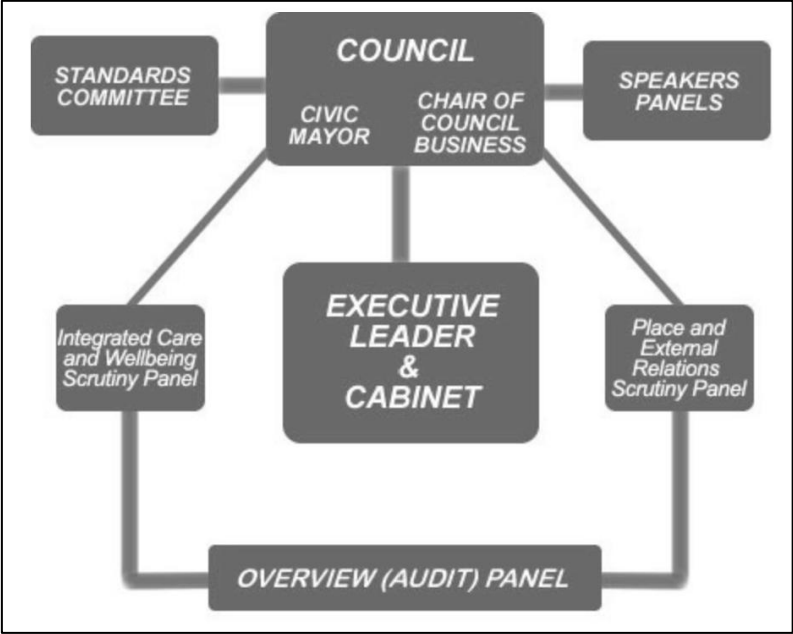 COUNCIL
CIVIC
MAYOR
CHAIR OF
COUNCIL
BUSINESS
STANDARDS
COMMITTEE
SPEAKERS
PANELS
EXECUTIVE
LEADER
&
CABINET
Integrated Care
and Wellbeing
Scrutiny Panel
Place and
External
Relations
Scrutiny Panel
OVERVIEW (AUDIT) PANEL